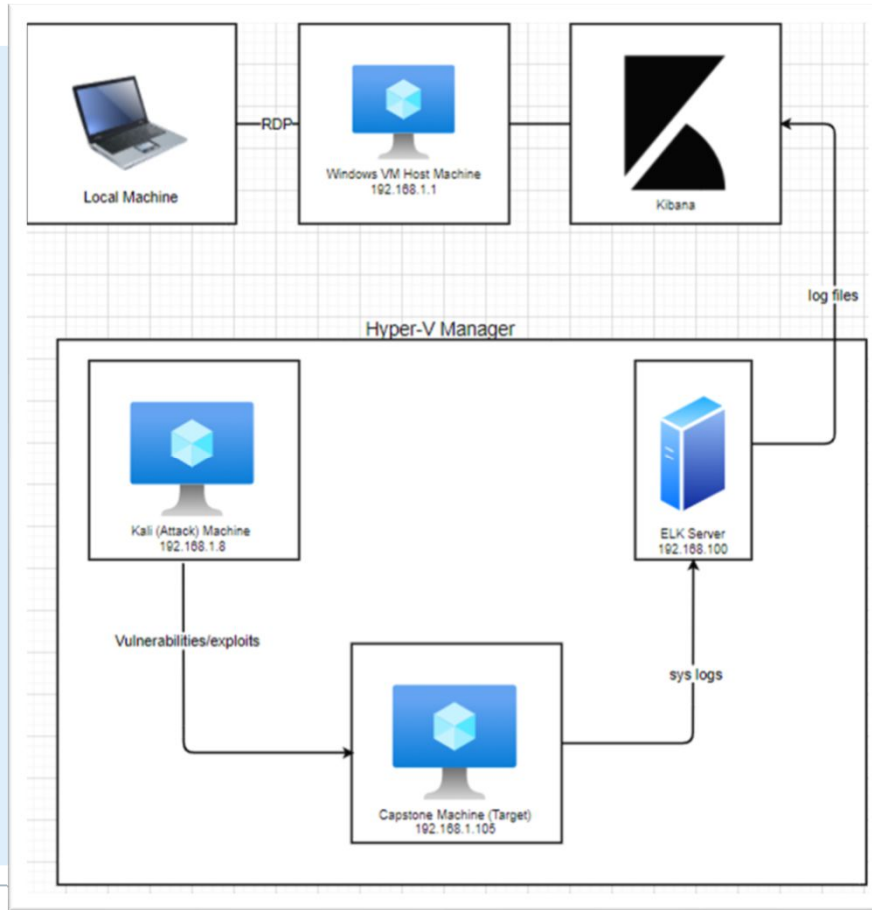 RDP
Local Machine
Windows VM Host Machine
192.168.1.1
Kibana
log files
Hyper-V Manager
Kali (Attack) Machine
192.168.1.8
ELK Server
192.168.100
Vulnerabilities/exploits
sys logs
Capstone Machine (Target)
192.168.1.105